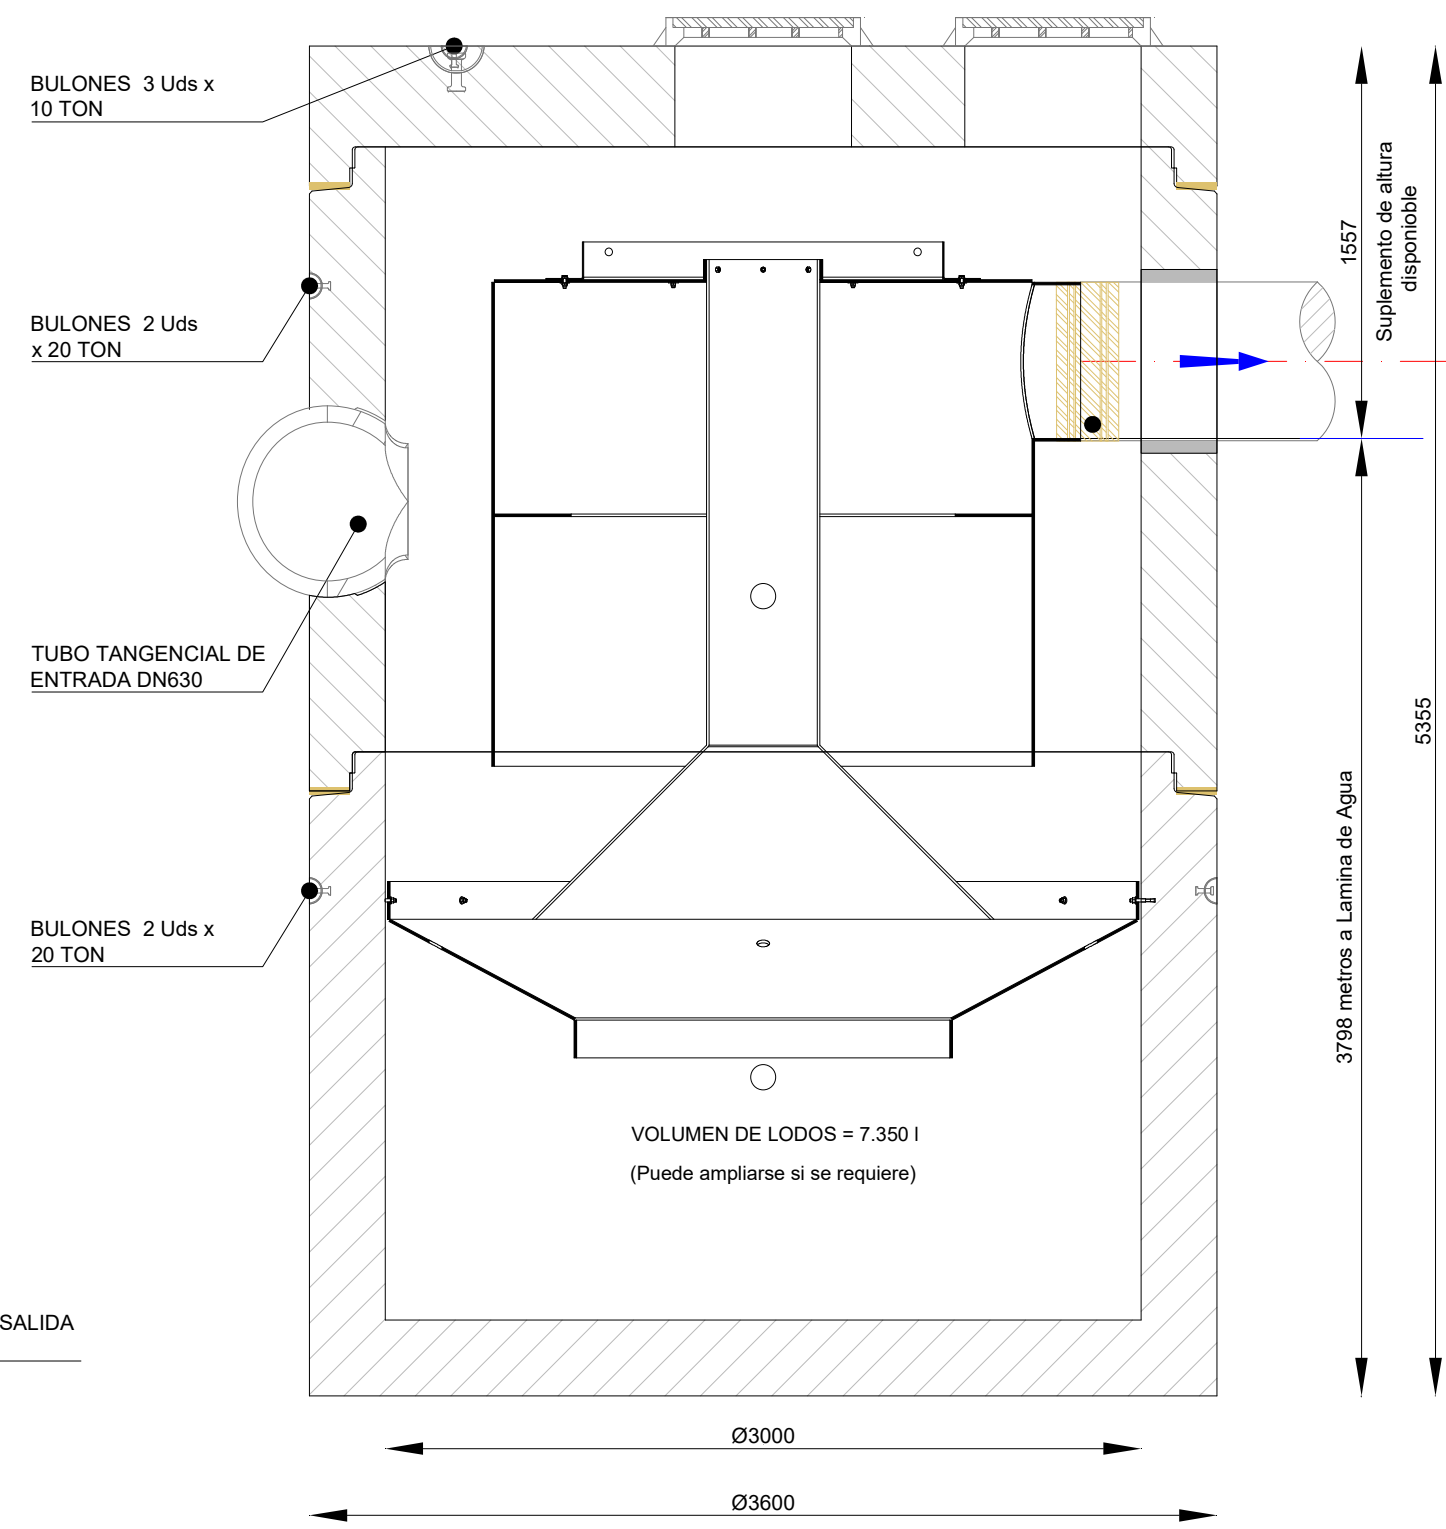 BULONES 3 Uds x
10 TON
BULONES 2 Uds
x 20 TON
TUBO TANGENCIAL DE
ENTRADA DN630
BULONES 2 Uds x
20 TON
SALIDA
1557
Suplemento de altura
disponioble
5355
3798 metros a Lamina de Agua
VOLUMEN DE LODOS = 7.350 l
(Puede ampliarse si se requiere)
Ø3000
Ø3600